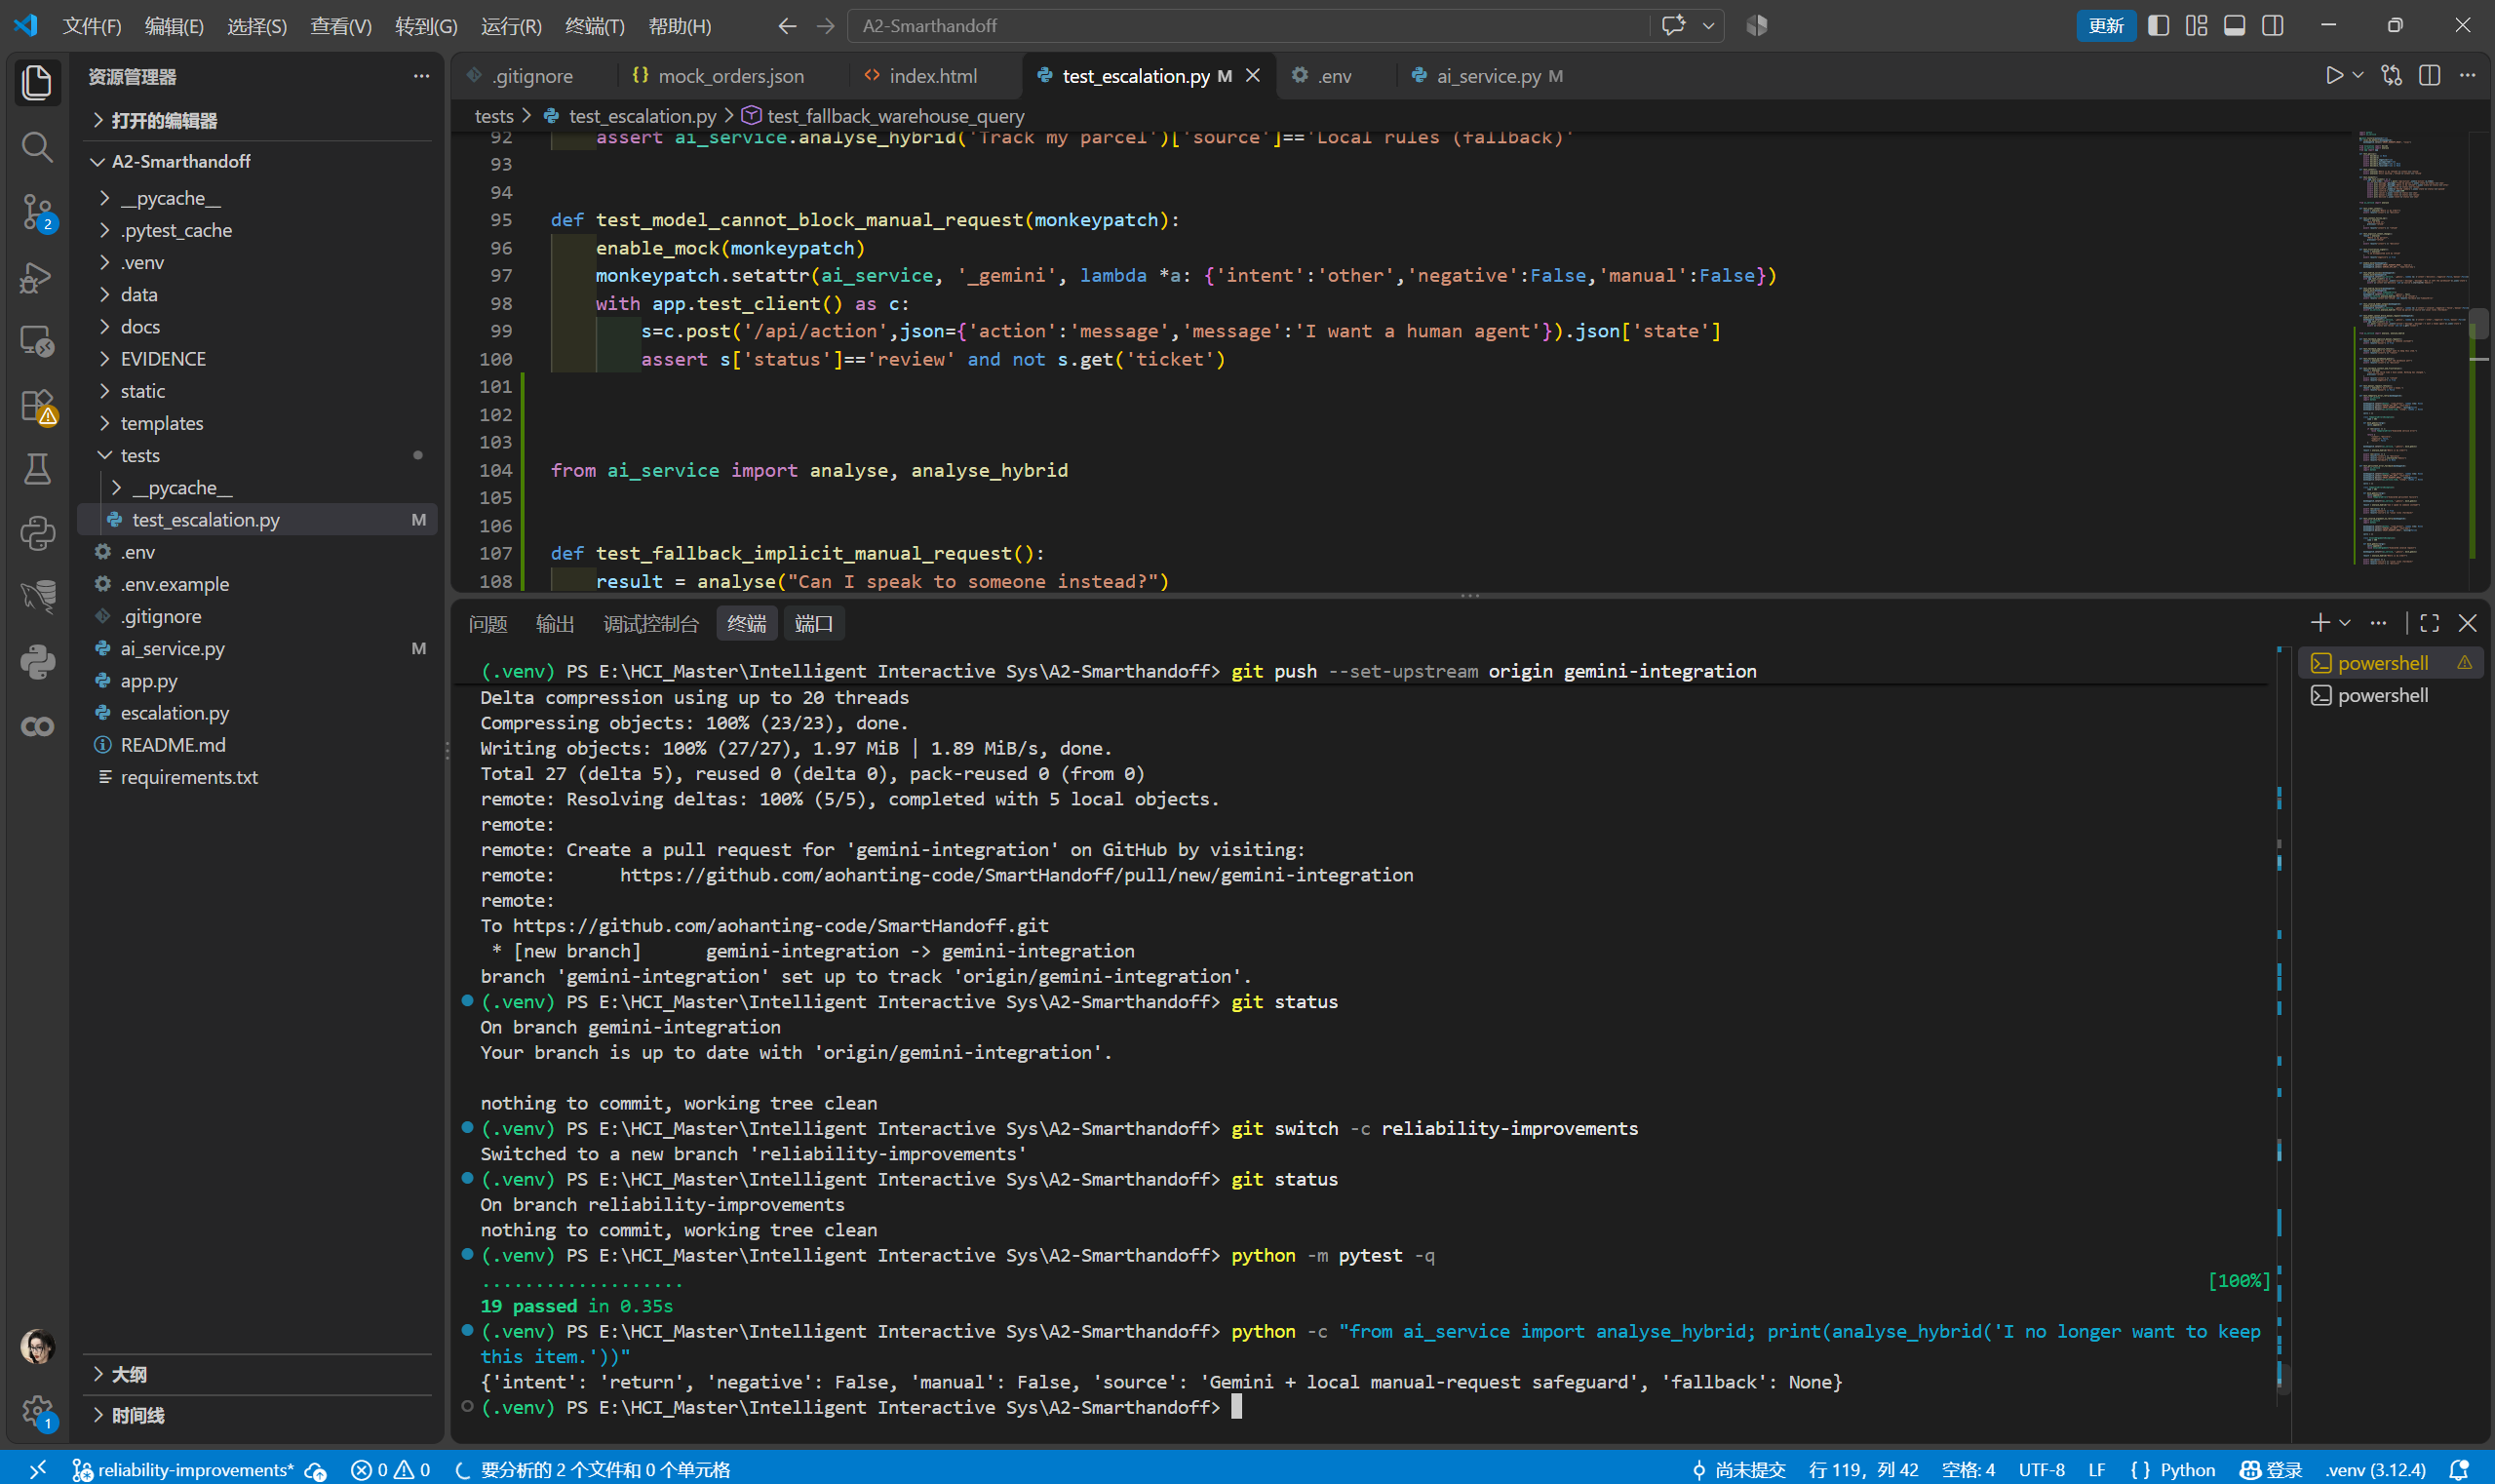 文件(F) 编辑(E) 选择(S) 查看(V) 转到(G) 运行(R) 终端(T) 帮助(H) A2-Smarthandoff 更新
资源管理器
打开的编辑器
A2-Smarthandoff
__pycache__
.pytest_cache
.venv
data
docs
EVIDENCE
static
templates
tests
__pycache__
test_escalation.py M
.env
.env.example
.gitignore
ai_service.py M
app.py
escalation.py
README.md
requirements.txt
大纲
时间线
2
1
.gitignore mock_orders.json index.html test_escalation.py M .env ai_service.py M
tests > test_escalation.py > test_fallback_warehouse_query
92 assert ai_service.analyse_hybrid('Track my parcel')['source']=='Local rules (fallback)'
93
94
95 def test_model_cannot_block_manual_request(monkeypatch):
96 enable_mock(monkeypatch)
97 monkeypatch.setattr(ai_service, '_gemini', lambda *a: {'intent':'other','negative':False,'manual':False})
98 with app.test_client() as c:
99 s=c.post('/api/action',json={'action':'message','message':'I want a human agent'}).json['state']
100 assert s['status']=='review' and not s.get('ticket')
101
102
103
104 from ai_service import analyse, analyse_hybrid
105
106
107 def test_fallback_implicit_manual_request():
108 result = analyse("Can I speak to someone instead?")
问题 输出 调试控制台 终端 端口
powershell
powershell
(.venv) PS E:\HCI_Master\Intelligent Interactive Sys\A2-Smarthandoff> git push --set-upstream origin gemini-integration
Delta compression using up to 20 threads
Compressing objects: 100% (23/23), done.
Writing objects: 100% (27/27), 1.97 MiB | 1.89 MiB/s, done.
Total 27 (delta 5), reused 0 (delta 0), pack-reused 0 (from 0)
remote: Resolving deltas: 100% (5/5), completed with 5 local objects.
remote:
remote: Create a pull request for 'gemini-integration' on GitHub by visiting:
remote:      https://github.com/aohanting-code/SmartHandoff/pull/new/gemini-integration
remote:
To https://github.com/aohanting-code/SmartHandoff.git
* [new branch]      gemini-integration -> gemini-integration
branch 'gemini-integration' set up to track 'origin/gemini-integration'.
(.venv) PS E:\HCI_Master\Intelligent Interactive Sys\A2-Smarthandoff> git status
On branch gemini-integration
Your branch is up to date with 'origin/gemini-integration'.
nothing to commit, working tree clean
(.venv) PS E:\HCI_Master\Intelligent Interactive Sys\A2-Smarthandoff> git switch -c reliability-improvements
Switched to a new branch 'reliability-improvements'
(.venv) PS E:\HCI_Master\Intelligent Interactive Sys\A2-Smarthandoff> git status
On branch reliability-improvements
nothing to commit, working tree clean
(.venv) PS E:\HCI_Master\Intelligent Interactive Sys\A2-Smarthandoff> python -m pytest -q
................... [100%]
19 passed in 0.35s
(.venv) PS E:\HCI_Master\Intelligent Interactive Sys\A2-Smarthandoff> python -c "from ai_service import analyse_hybrid; print(analyse_hybrid('I no longer want to keep
this item.'))"
{'intent': 'return', 'negative': False, 'manual': False, 'source': 'Gemini + local manual-request safeguard', 'fallback': None}
(.venv) PS E:\HCI_Master\Intelligent Interactive Sys\A2-Smarthandoff>
reliability-improvements* 0 0 要分析的 2 个文件和 0 个单元格 尚未提交 行 119，列 42 空格: 4 UTF-8 LF { } Python 登录 .venv (3.12.4)